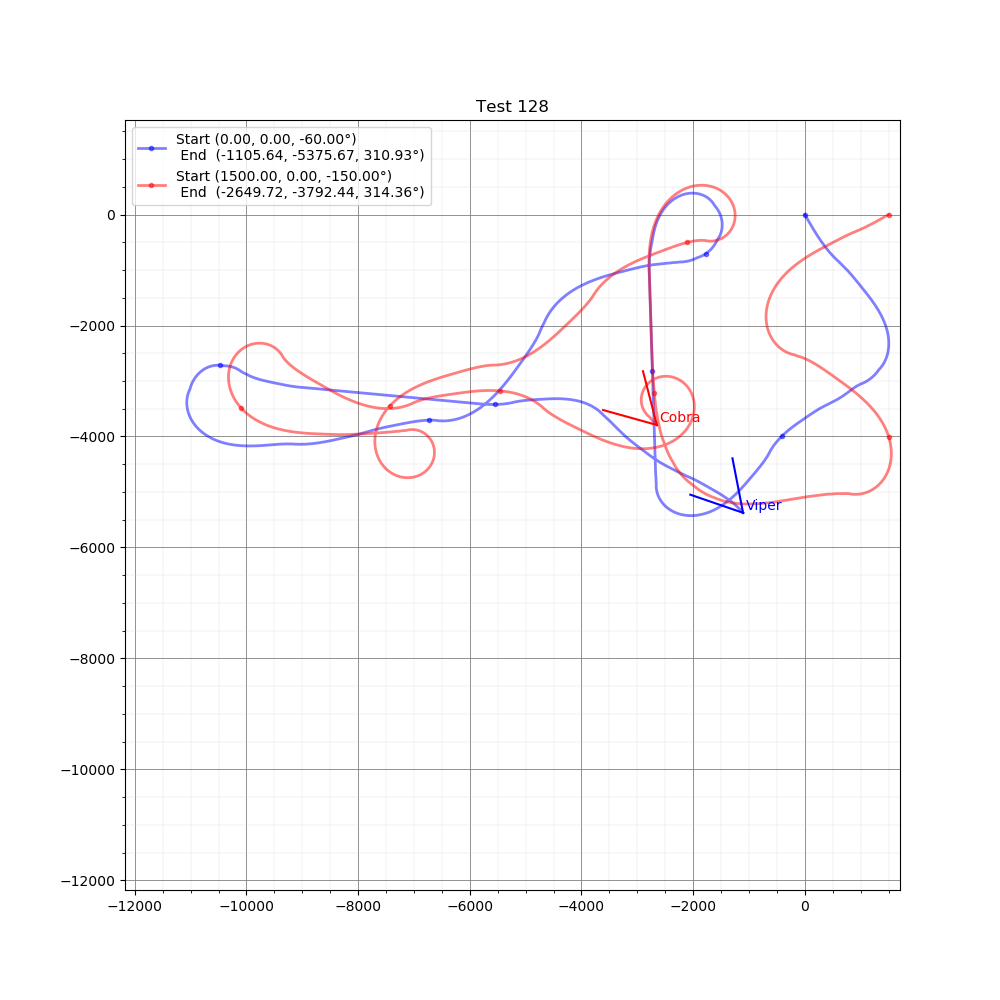 Test 128
Start (0.00, 0.00, -60.00°)
End  (-1105.64, -5375.67, 310.93°)
Start (1500.00, 0.00, -150.00°)
End  (-2649.72, -3792.44, 314.36°)
0
−2000
−4000
−6000
−8000
−10000
−12000
Cobra
Viper
−12000 −10000 −8000 −6000 −4000 −2000 0